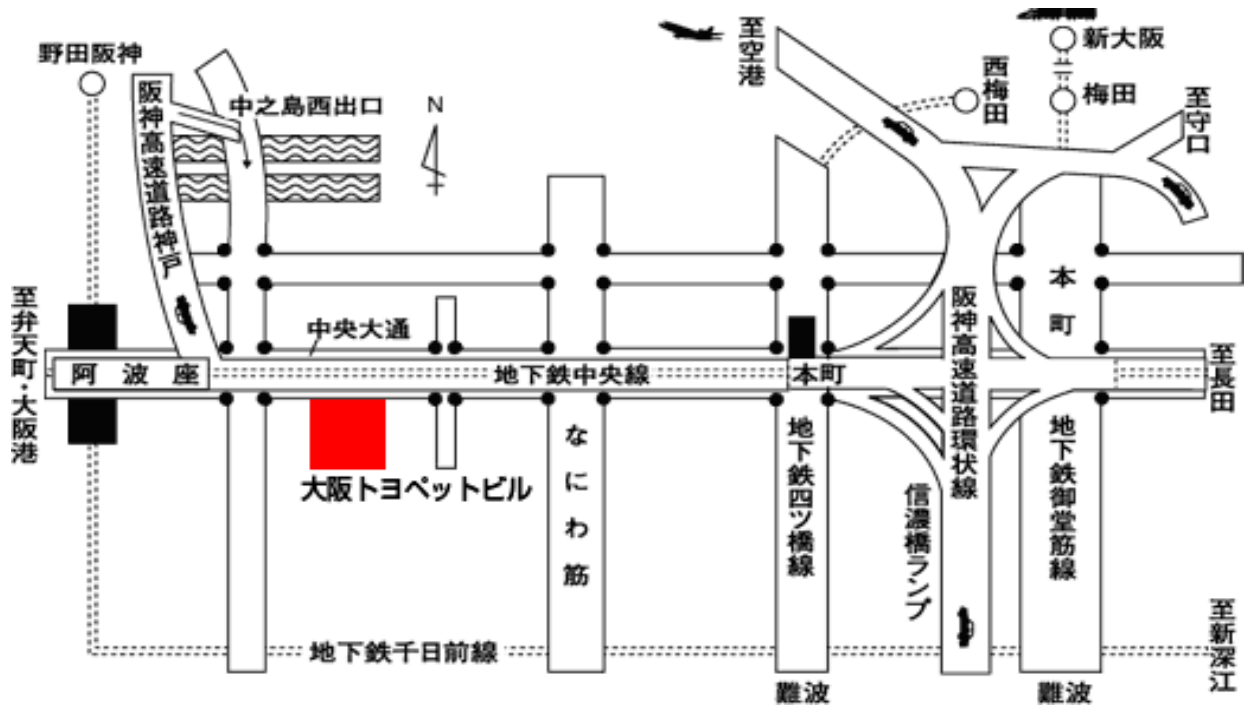 野田阪神
阪神高速道路神戸
中之島西出口
N
至空港
西梅田
新大阪
梅田
至守口
本町
至弁天町・大阪港
中央大通
阿波座
地下鉄中央線
本町
阪神高速道路環状線
至長田
大阪トヨペットビル
なにわ筋
地下鉄四ツ橋線
信濃橋ランプ
地下鉄御堂筋線
地下鉄千日前線
至新深江
難波
難波